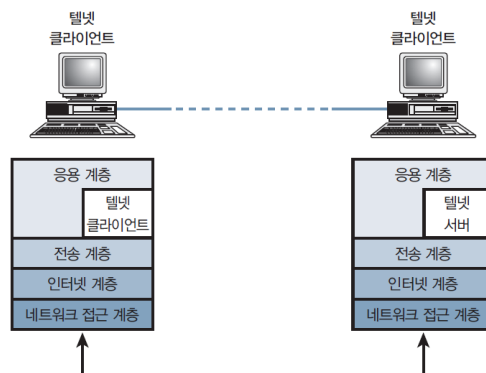 텔넷
클라이언트
텔넷
클라이언트
응용 계층
텔넷
클라이언트
전송 계층
인터넷 계층
네트워크 접근 계층
응용 계층
텔넷
서버
전송 계층
인터넷 계층
네트워크 접근 계층